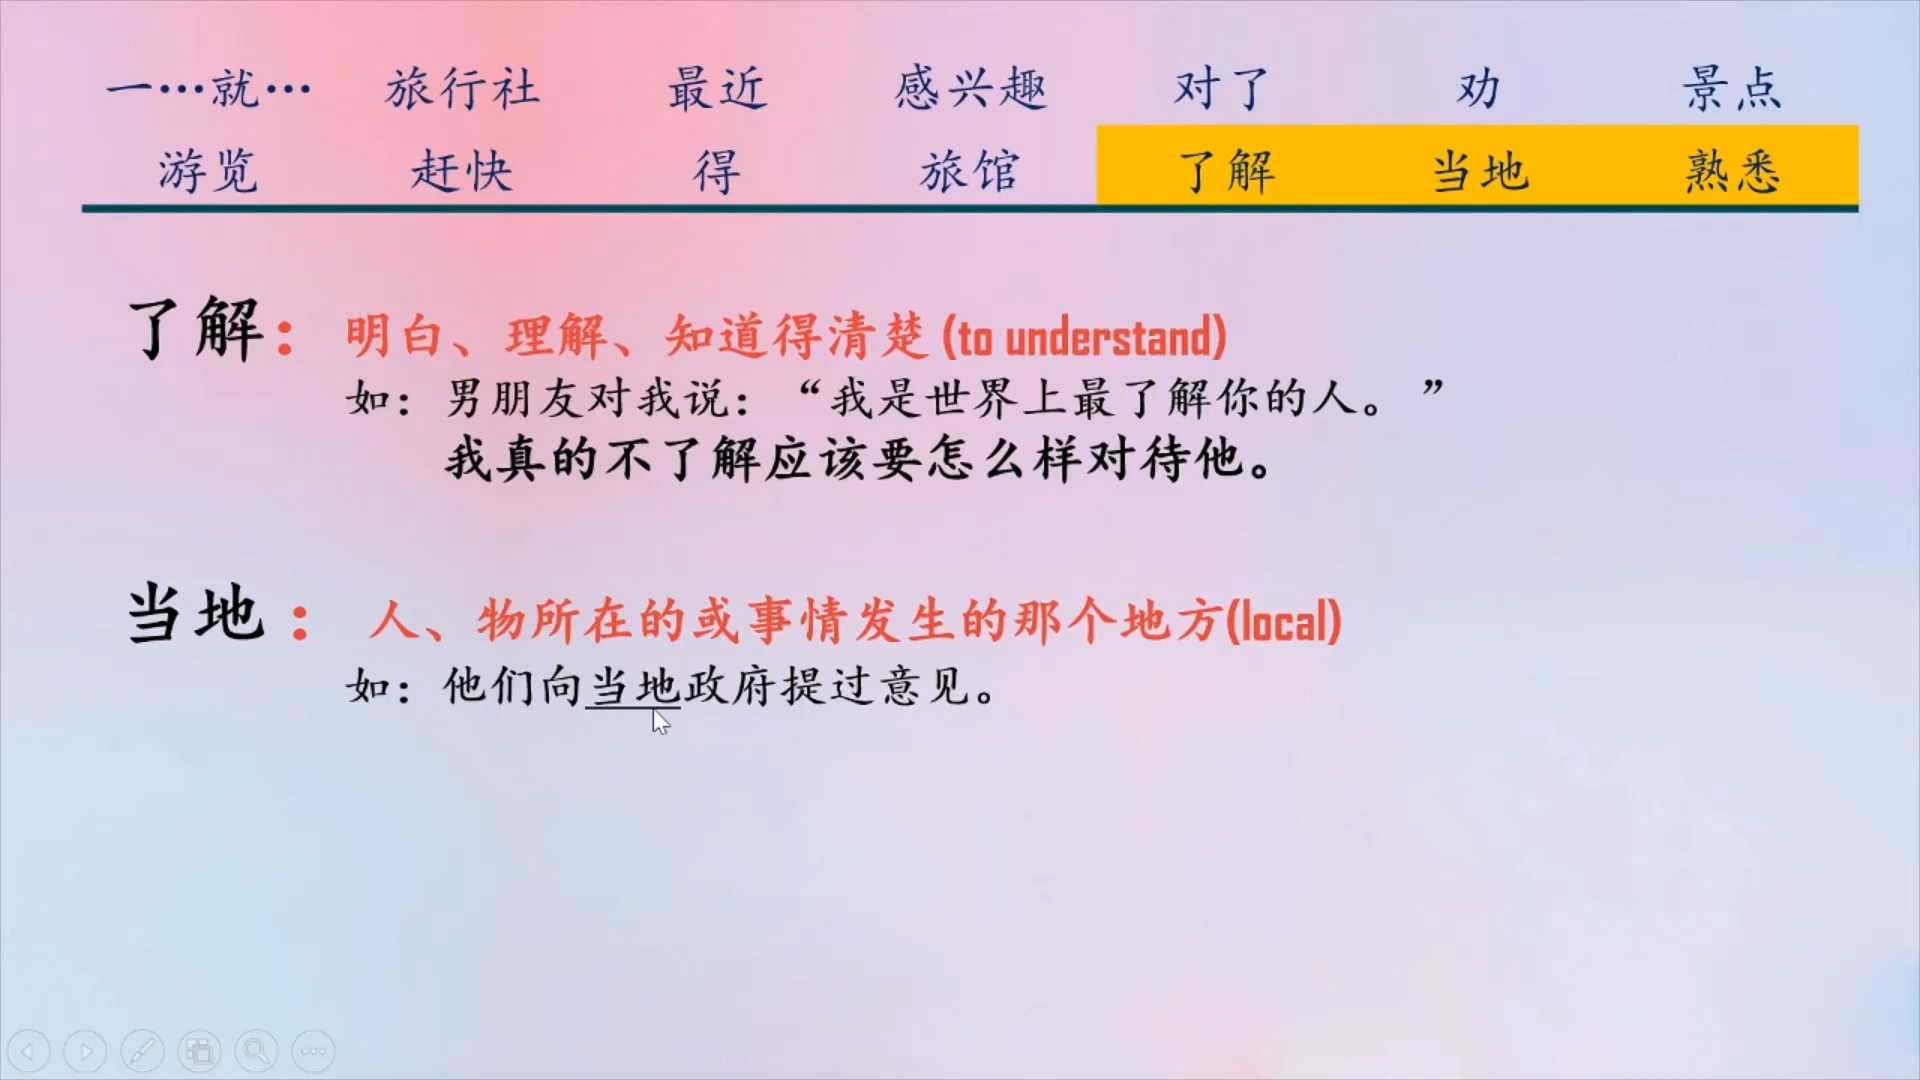 一…就… 旅行社 最近 感兴趣 对了 劝 景点
游览 赶快 得 旅馆 了解 当地 熟悉
了解：明白、理解、知道得清楚 (to understand)
如：男朋友对我说：“我是世界上最了解你的人。”
我真的不了解应该要怎么样对待他。
当地：人、物所在的或事情发生的那个地方(local)
如：他们向当地政府提过意见。